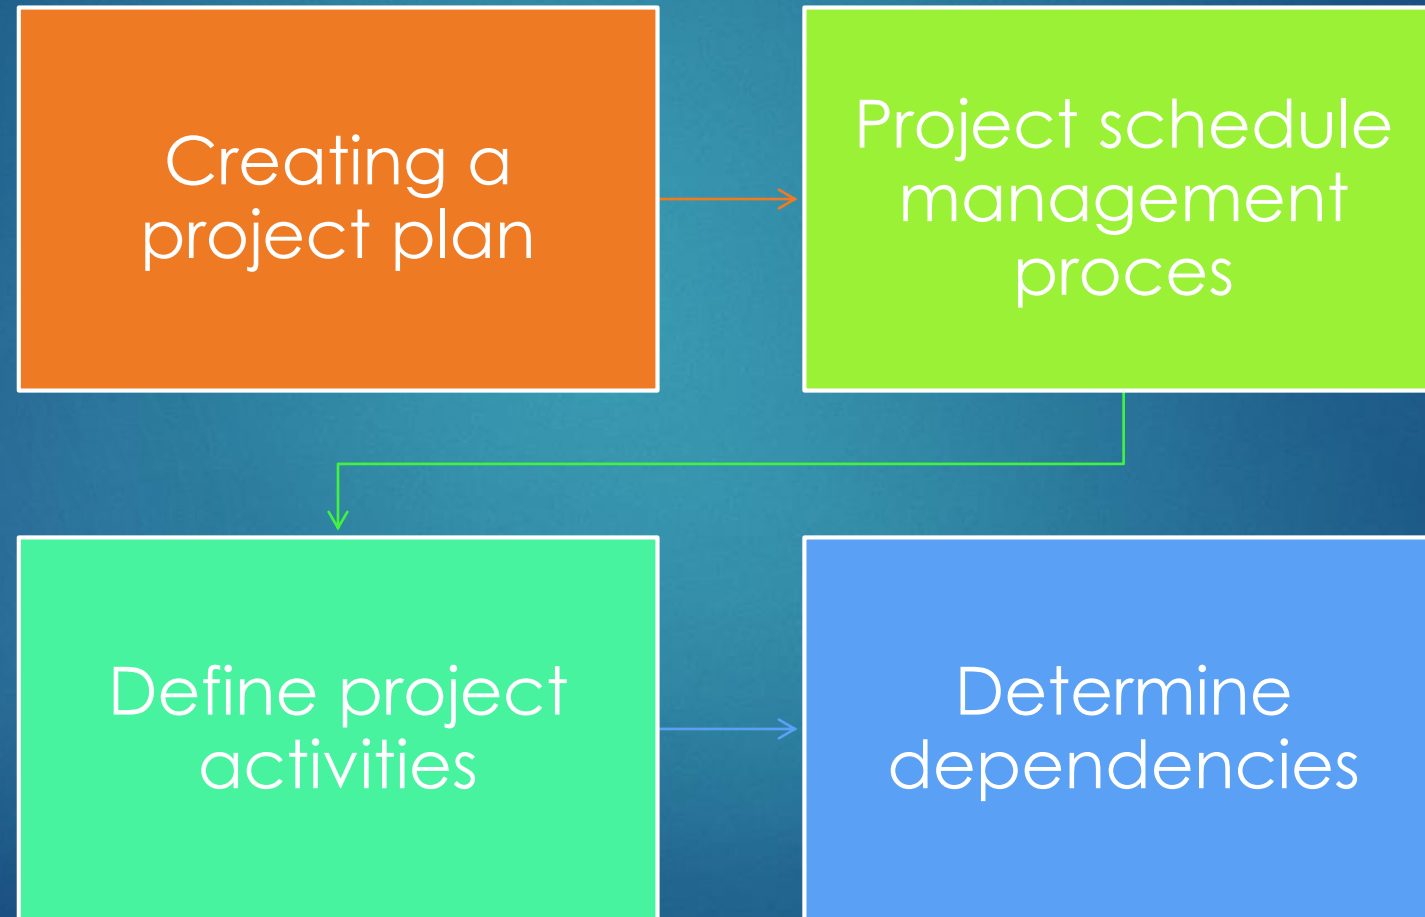 Creating a
project plan
Project schedule
management
proces
Define project
activities
Determine
dependencies